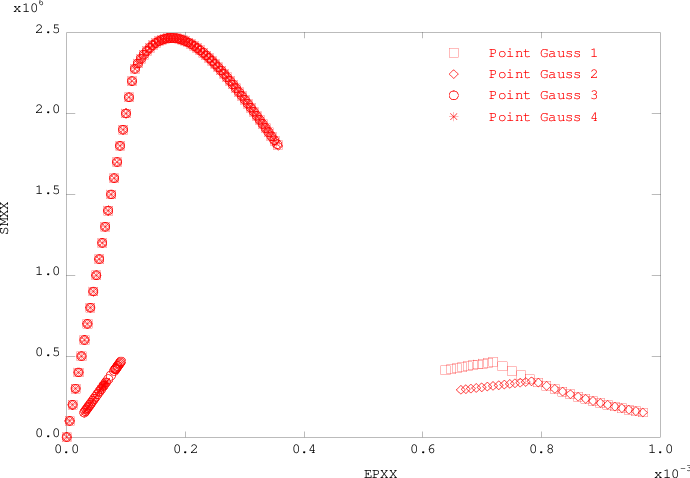 x10⁶
2.5
Point Gauss 1
Point Gauss 2
Point Gauss 3
Point Gauss 4
2.0
1.5
SMXX
1.0
0.5
0.0
0.0 0.2 0.4 0.6 0.8 1.0
EPXX
x10⁻³